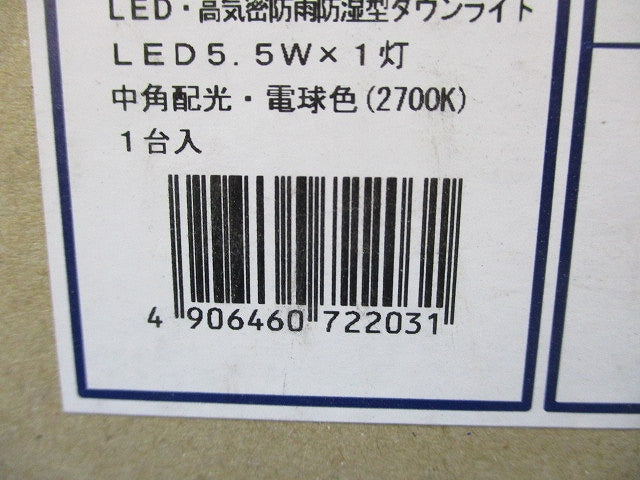 LED・高気密防雨防湿型ダウンライト
LED5.5W×1灯
中角配光・電球色(2700K)
1台入
4 906460 722031